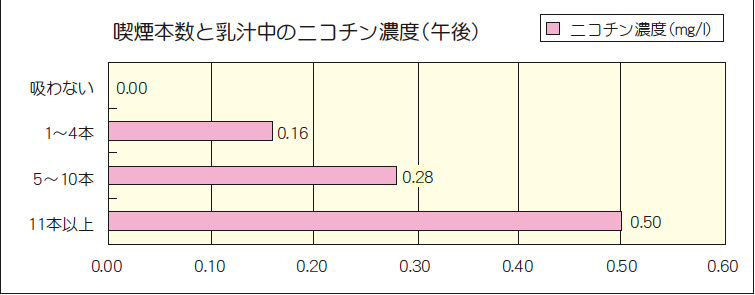 喫煙本数と乳汁中のニコチン濃度（午後）
ニコチン濃度（mg/l）
吸わない 0.00
1～4本 0.16
5～10本 0.28
11本以上 0.50
0.00 0.10 0.20 0.30 0.40 0.50 0.60